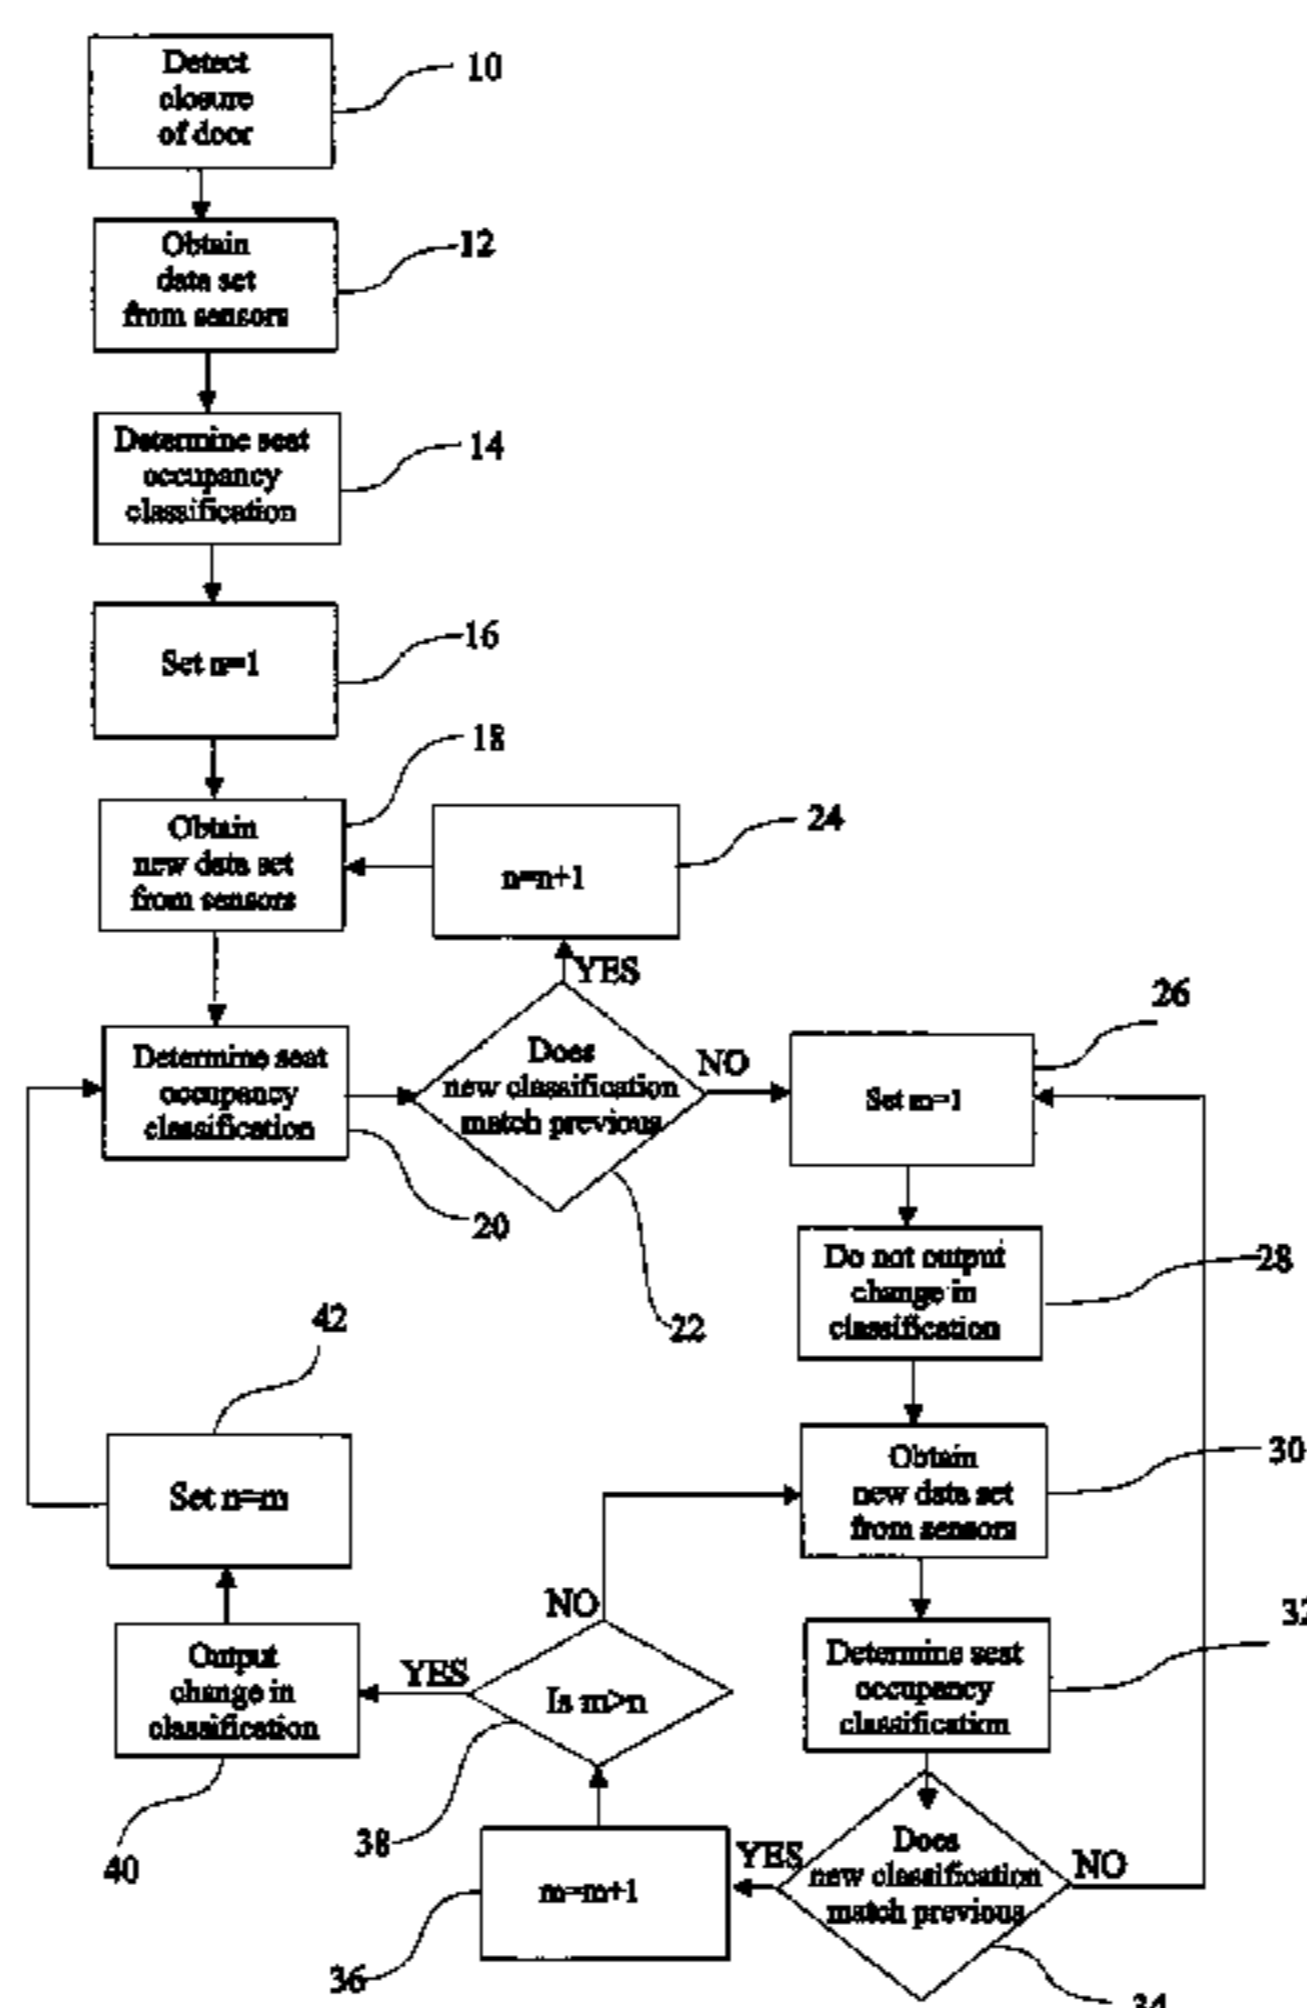 Detect
closure
of door
10
Obtain
data set
from sensors
12
Determine seat
occupancy
classification
14
Set n=1
16
18
Obtain
new data set
from sensors
n=n+1
24
YES
Determine seat
occupancy
classification
20
Does
new classification
match previous
22
NO
26
Set m=1
Do not output
change in
classification
28
42
Set n=m
Obtain
new data set
from sensors
30
NO
Output
change in
classification
40
YES
Is m>n
38
32
Determine seat
occupancy
classification
m=m+1
36
YES
Does
new classification
match previous
NO
34